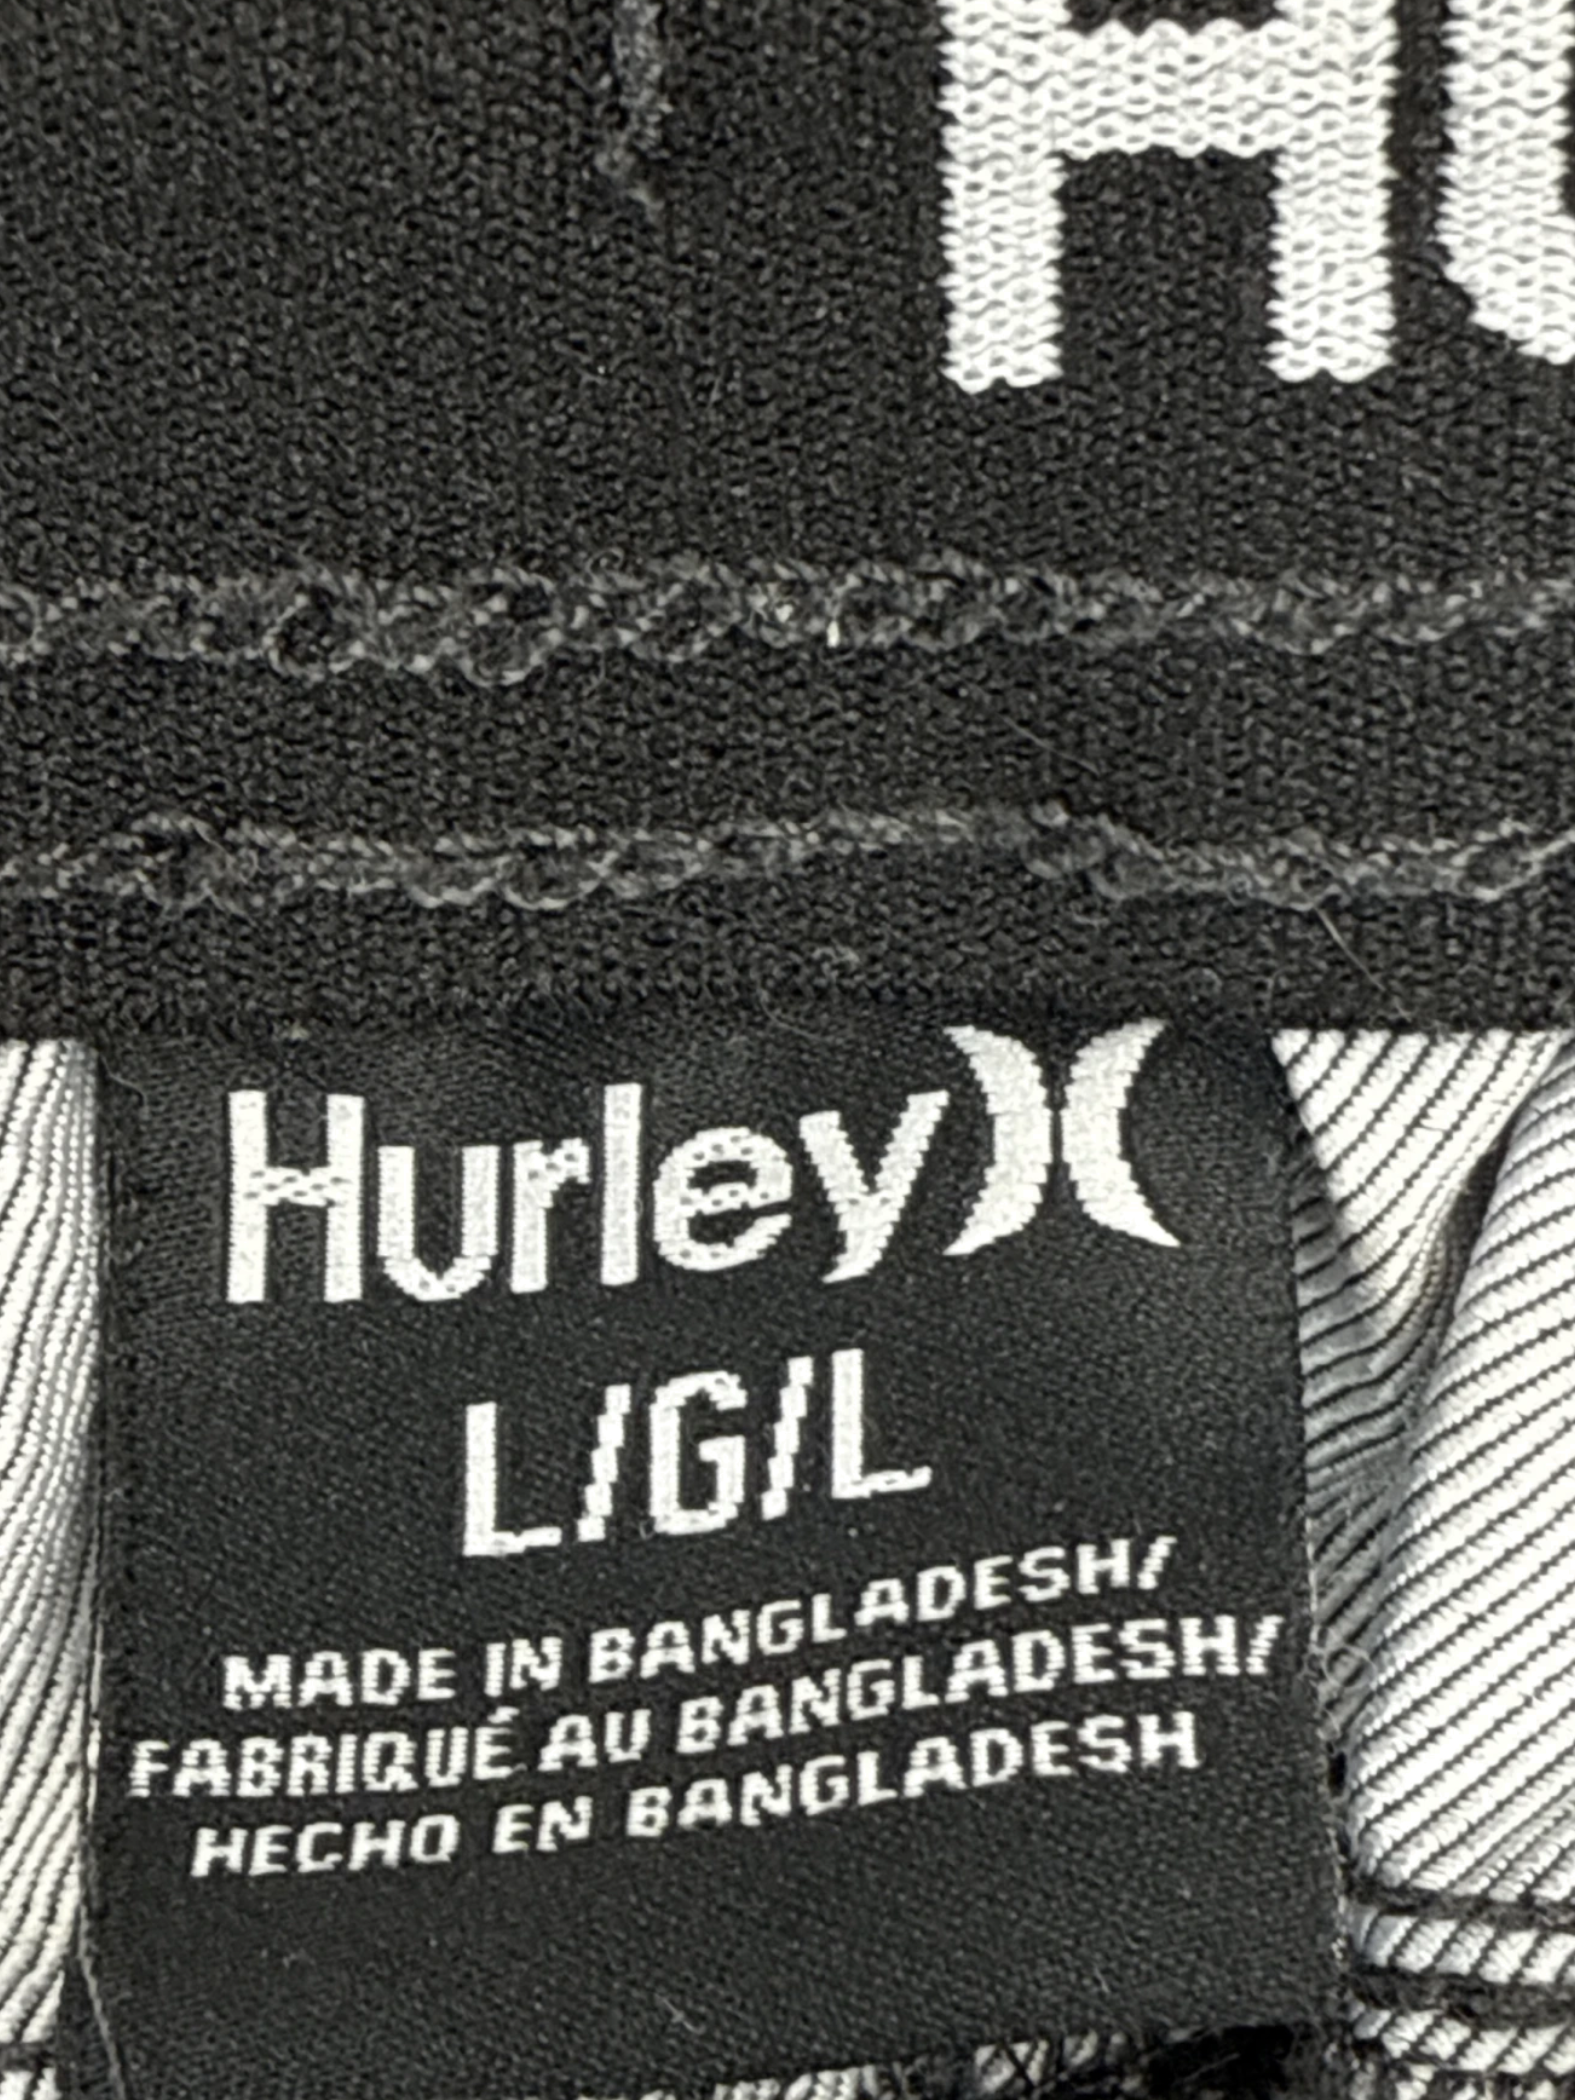 Hurley
L/G/L
MADE IN BANGLADESH/
FABRIQUÉ AU BANGLADESH/
HECHO EN BANGLADESH